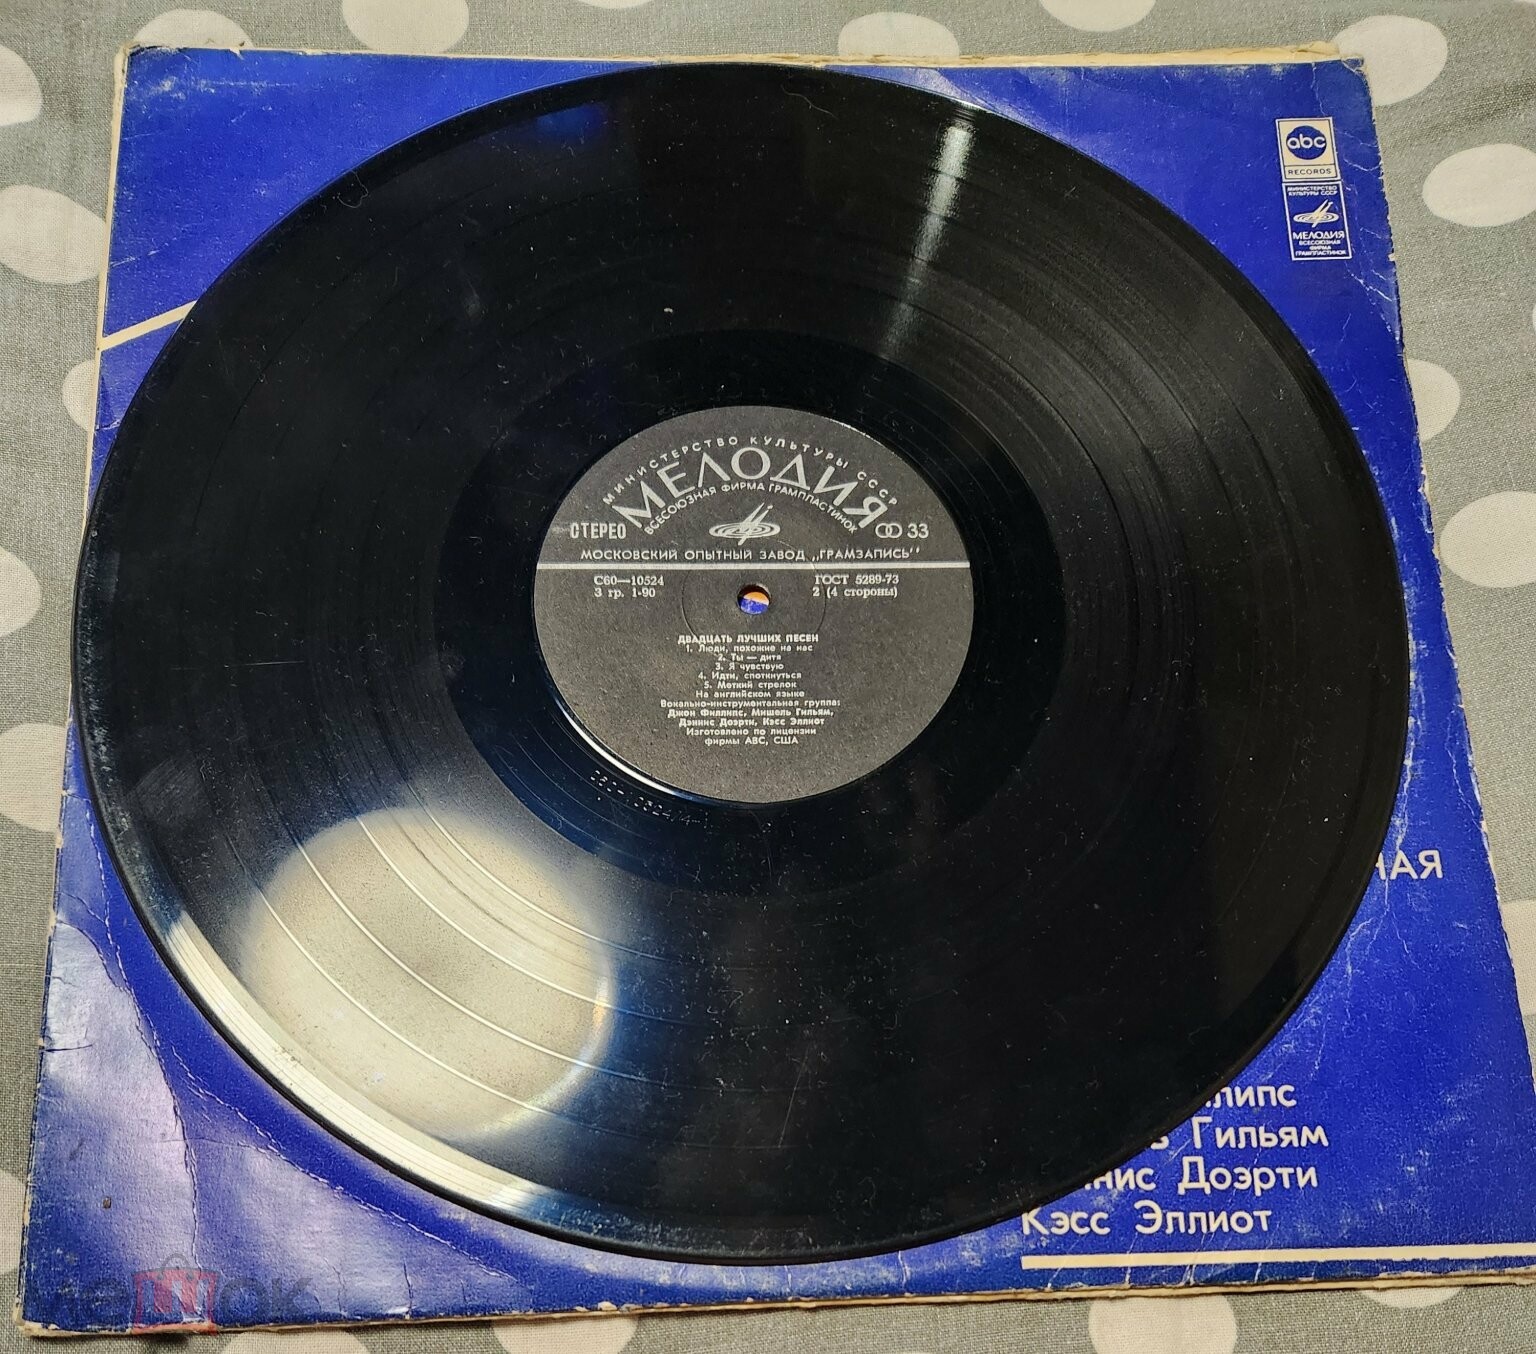 abc
RECORDS
МИНИСТЕРСТВО
КУЛЬТУРЫ СССР
МЕЛОДИЯ
ВСЕСОЮЗНАЯ
ФИРМА
ГРАМПЛАСТИНОК
МИНИСТЕРСТВО КУЛЬТУРЫ СССР
МЕЛОДИЯ
ВСЕСОЮЗНАЯ ФИРМА ГРАМПЛАСТИНОК
СТЕРЕО 33
МОСКОВСКИЙ ОПЫТНЫЙ ЗАВОД „ГРАМЗАПИСЬ"
С60—10524 ГОСТ 5289-73
3 гр. 1-90 2 (4 стороны)
ДВАДЦАТЬ ЛУЧШИХ ПЕСЕН
1. Люди, похожие на нас
2. Ты — дитя
3. Я чувствую
4. Идти, споткнуться
5. Меткий стрелок
На английском языке
Вокально-инструментальная группа:
Джон Филлипс, Мишель Гильям,
Дэннис Доэрти, Кэсс Эллиот
Изготовлено по лицензии
фирмы АВС, США
НАЯ
ллипс
ь Гильям
ннис Доэрти
Кэсс Эллиот
мешок